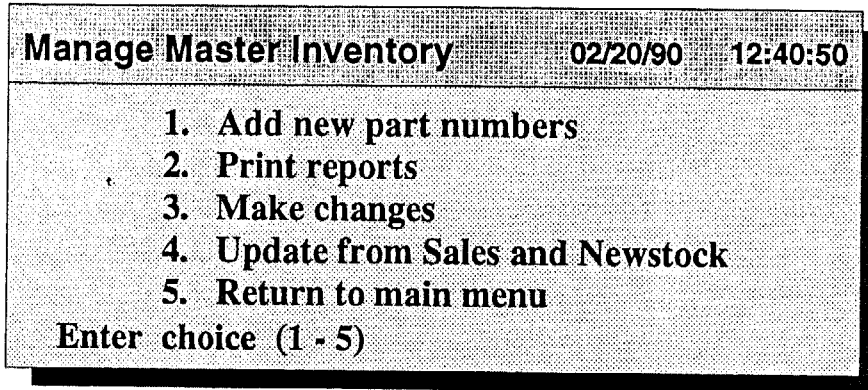 Manage Master Inventory 02/20/90 12:40:50
1. Add new part numbers
2. Print reports
3. Make changes
4. Update from Sales and Newstock
5. Return to main menu
Enter choice (1 - 5)